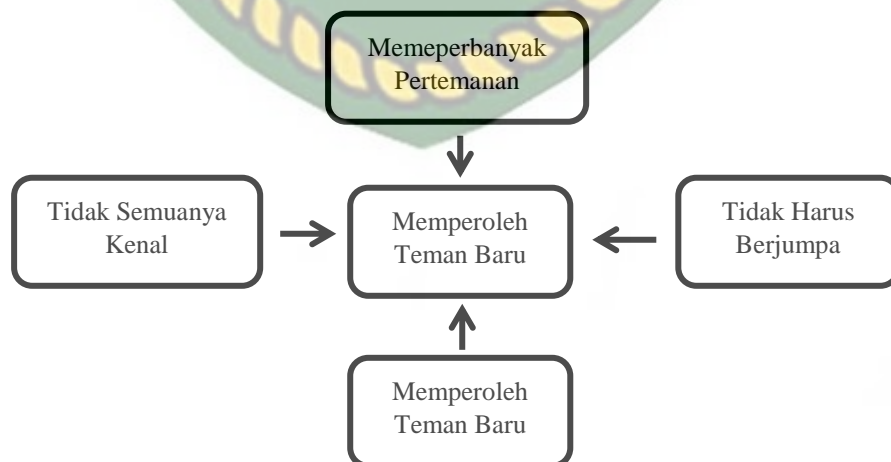 Memeperbanyak
Pertemanan
Tidak Semuanya
Kenal
Memperoleh
Teman Baru
Tidak Harus
Berjumpa
Memperoleh
Teman Baru